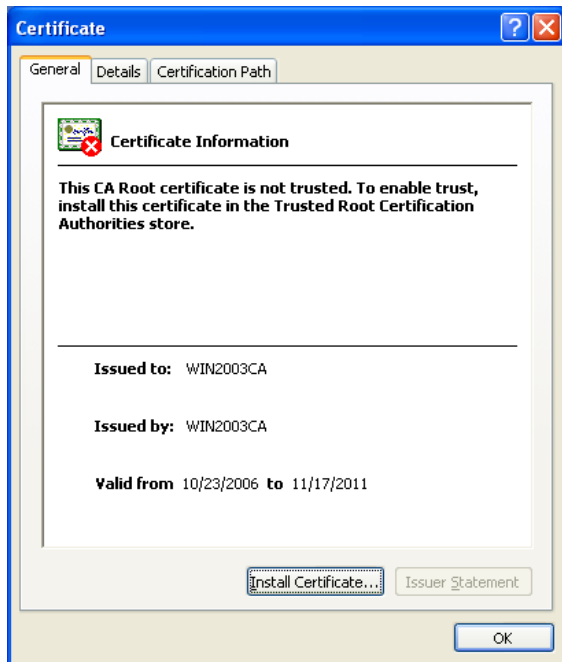 Certificate
General Details Certification Path
Certificate Information
This CA Root certificate is not trusted. To enable trust,
install this certificate in the Trusted Root Certification
Authorities store.
Issued to: WIN2003CA
Issued by: WIN2003CA
Valid from 10/23/2006 to 11/17/2011
Install Certificate... Issuer Statement
OK